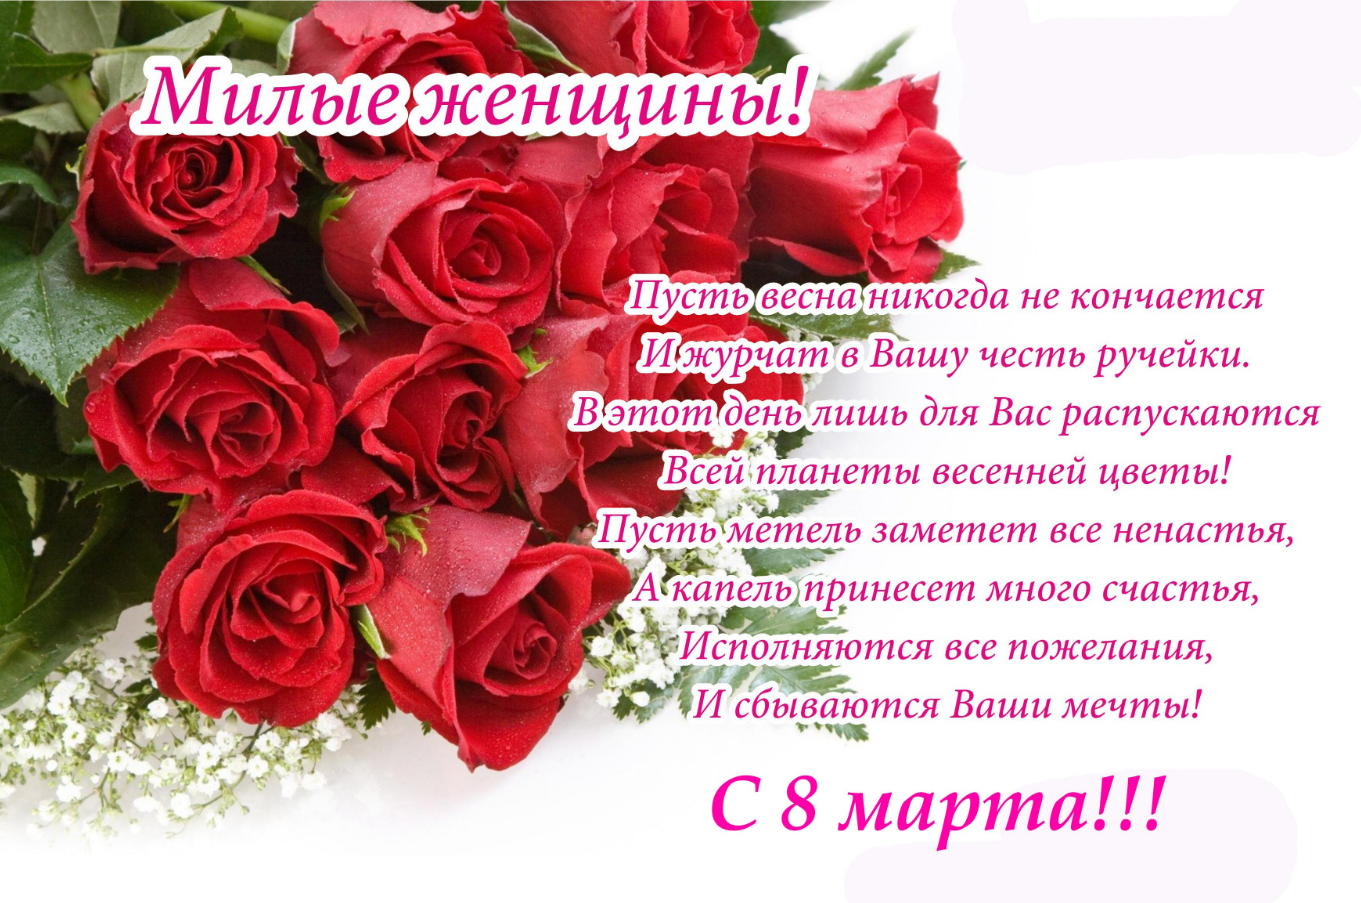 Милые женщины!
Пусть весна никогда не кончается
И журчат в Вашу честь ручейки.
В этот день лишь для Вас распускаются
Всей планеты весенней цветы!
Пусть метель заметет все ненастья,
А капель принесет много счастья,
Исполняются все пожелания,
И сбываются Ваши мечты!
С 8 марта!!!